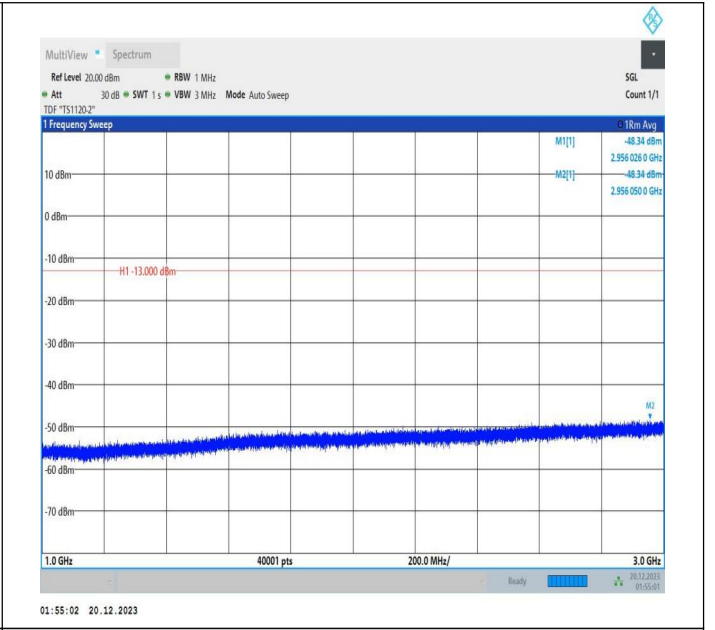 MultiView Spectrum
Ref Level 20.00 dBm RBW 1 MHz SGL
Att 30 dB SWT 1 s VBW 3 MHz Mode Auto Sweep Count 1/1
TDF "TS1120-2"
1 Frequency Sweep 1Rm Avg
M1[1] -48.34 dBm
2.956 026 0 GHz
10 dBm M2[1] -48.34 dBm
2.956 050 0 GHz
0 dBm
-10 dBm
H1 -13.000 dBm
-20 dBm
-30 dBm
-40 dBm
M2
-50 dBm
-60 dBm
-70 dBm
1.0 GHz 40001 pts 200.0 MHz/ 3.0 GHz
Ready 20.12.2023
01:55:01
01:55:02 20.12.2023